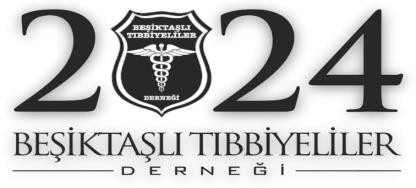 2024
BEŞİKTAŞLI
TIBBİYELİLER
DERNEĞİ
BEŞİKTAŞLI TIBBİYELİLER
DERNEĞİ